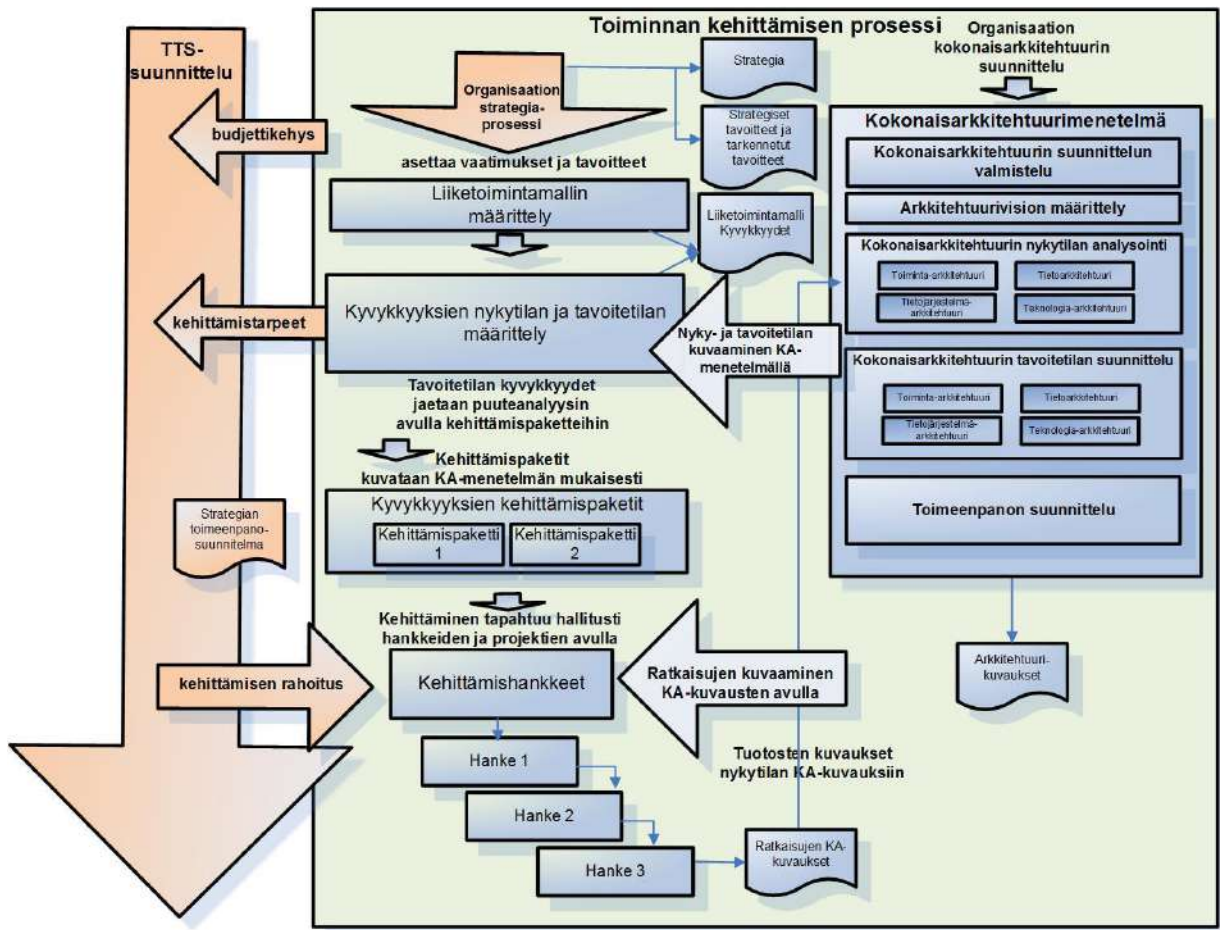 Toiminnan kehittämisen prosessi
TTS-
suunnittelu
budjettikehys
kehittämistarpeet
Strategian
toimeenpano-
suunnitelma
kehittämisen rahoitus
Organisaation
strategia-
prosessi
asettaa vaatimukset ja tavoitteet
Strategia
Strategiset
tavoitteet ja
tarkennetut
tavoitteet
Liiketoimintamallin
määrittely
Liiketoimintamalli
Kyvykkyydet
Kyvykkyyksien nykytilan ja tavoitetilan
määrittely
Nyky- ja tavoitetilan
kuvaaminen KA-
menetelmällä
Tavoitetilan kyvykkyydet
jaetaan puuteanalyysin
avulla kehittämispaketteihin
Kehittämispaketit
kuvataan KA-menetelmän mukaisesti
Kyvykkyyksien kehittämispaketit
Kehittämispaketti
1
Kehittämispaketti
2
Kehittäminen tapahtuu hallitusti
hankkeiden ja projektien avulla
Kehittämishankkeet
Ratkaisujen kuvaaminen
KA-kuvausten avulla
Hanke 1
Hanke 2
Hanke 3
Tuotosten kuvaukset
nykytilan KA-kuvauksiin
Ratkaisujen KA-
kuvaukset
Organisaation
kokonaisarkkitehtuurin
suunnittelu
Kokonaisarkkitehtuurimenetelmä
Kokonaisarkkitehtuurin suunnittelun
valmistelu
Arkkitehtuurivision määrittely
Kokonaisarkkitehtuurin nykytilan analysointi
Toiminta-arkkitehtuuri
Tietoarkkitehtuuri
Tietojärjestelmä-
arkkitehtuuri
Teknologia-arkkitehtuuri
Kokonaisarkkitehtuurin tavoitetilan suunnittelu
Toiminta-arkkitehtuuri
Tietoarkkitehtuuri
Tietojärjestelmä-
arkkitehtuuri
Teknologia-arkkitehtuuri
Toimeenpanon suunnittelu
Arkkitehtuuri-
kuvaukset